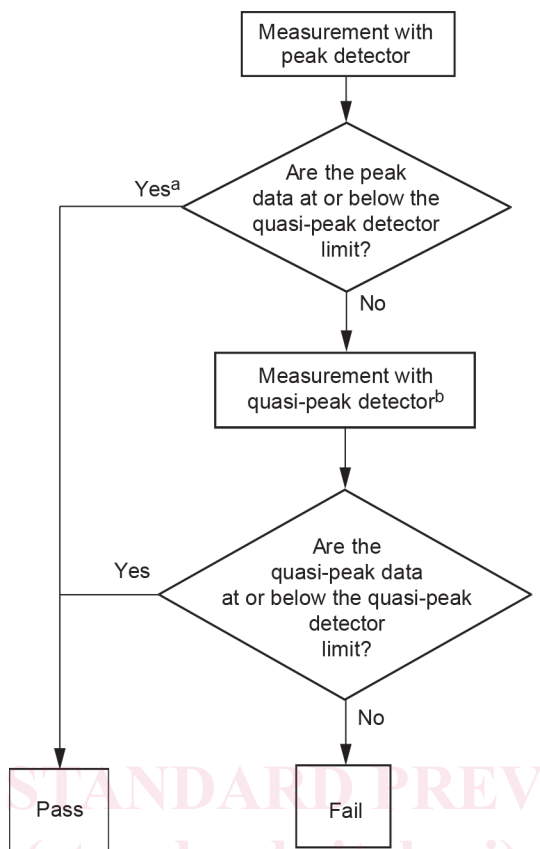 Measurement with
peak detector
Are the peak
data at or below the
quasi-peak detector
limit?
Yesa
No
Measurement with
quasi-peak detectorb
Are the
quasi-peak data
at or below the quasi-peak
detector
limit?
Yes
No
STANDARD PREV
Pass
Fail